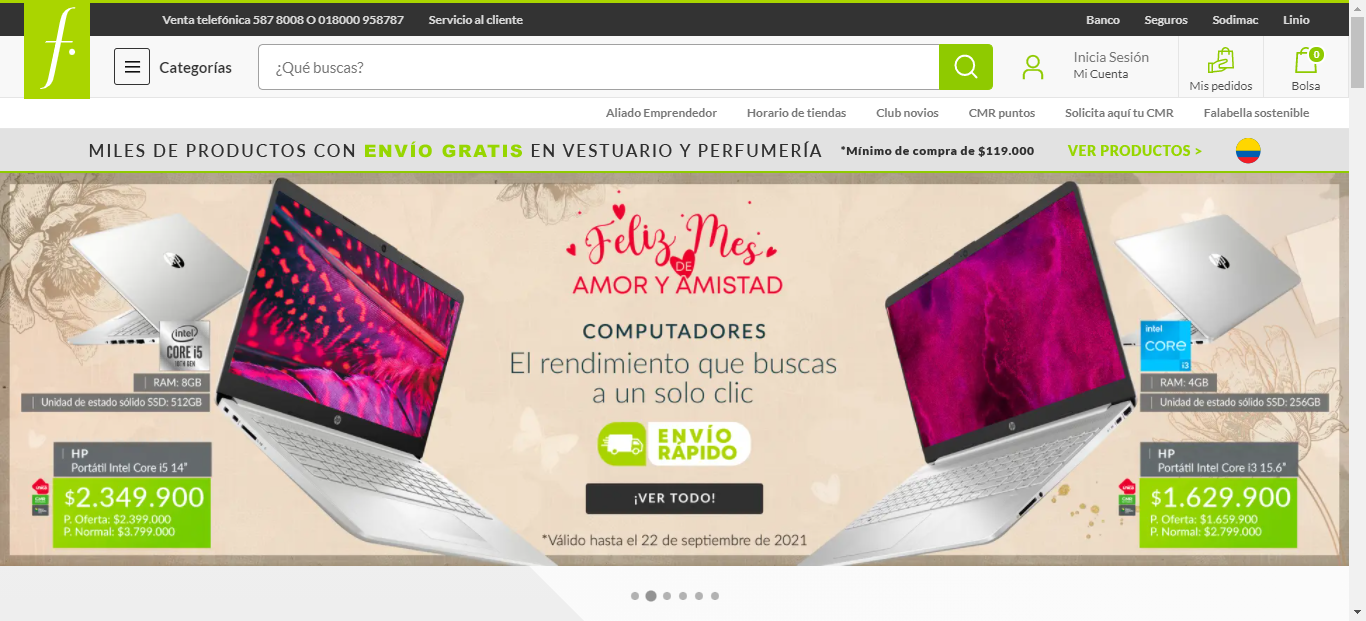 Venta telefónica 587 8008 O 018000 958787
Servicio al cliente
Banco
Seguros
Sodimac
Linio
f.
Categorías
¿Qué buscas?
Inicia Sesión
Mi Cuenta
Mis pedidos
0
Bolsa
Aliado Emprendedor
Horario de tiendas
Club novios
CMR puntos
Solicita aquí tu CMR
Falabella sostenible
MILES DE PRODUCTOS CON ENVÍO GRATIS EN VESTUARIO Y PERFUMERÍA
*Mínimo de compra de $119.000
VER PRODUCTOS >
Feliz Mes
DE
AMOR Y AMISTAD
COMPUTADORES
El rendimiento que buscas
a un solo clic
ENVÍO
RÁPIDO
¡VER TODO!
*Válido hasta el 22 de septiembre de 2021
intel
CORE i5
10TH GEN
RAM: 8GB
Unidad de estado sólido SSD: 512GB
HP
Portátil Intel Core i5 14"
$2.349.900
P. Oferta: $2.399.000
P. Normal: $3.799.000
intel
CORE
i3
RAM: 4GB
Unidad de estado sólido SSD: 256GB
HP
Portátil Intel Core i3 15.6"
$1.629.900
P. Oferta: $1.659.900
P. Normal: $2.799.000